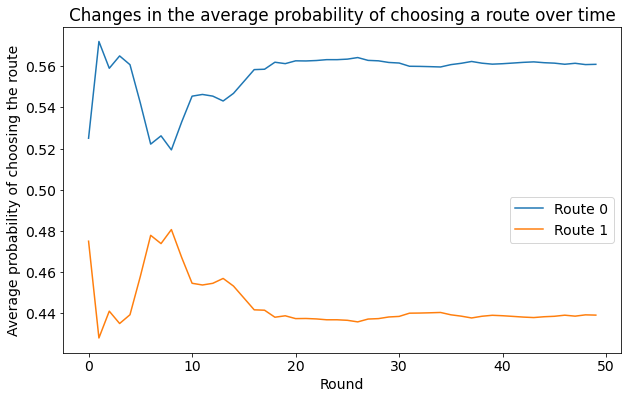 Changes in the average probability of choosing a route over time
Average probability of choosing the route
0.56
0.54
0.52
0.50
0.48
0.46
0.44
Route 0
Route 1
0 10 20 30 40 50
Round